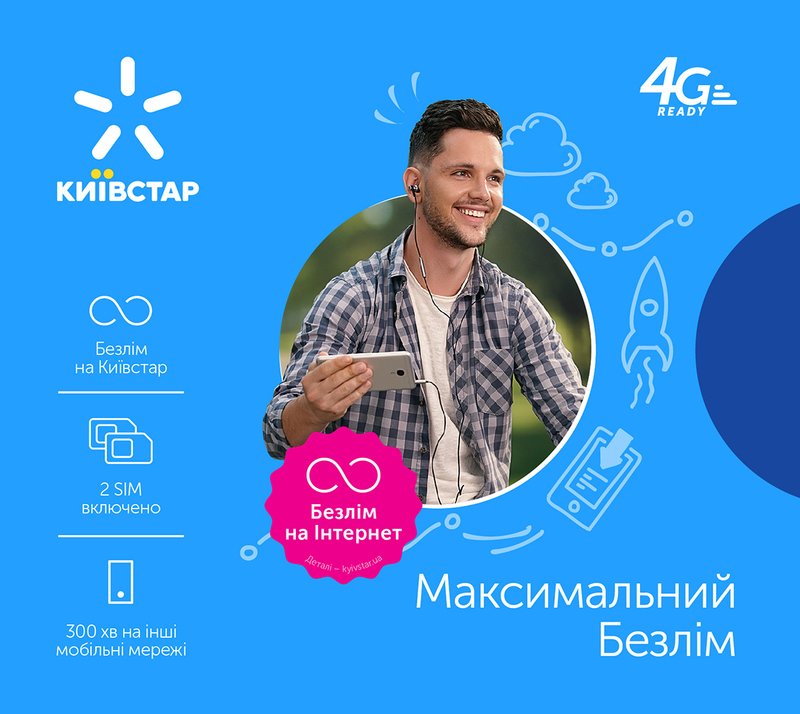 КИЇВСТАР
4G
READY
Безлім
на Київстар
2 SIM
включено
300 хв на інші
мобільні мережі
Безлім
на Інтернет
Деталі – kyivstar.ua
Максимальний
Безлім